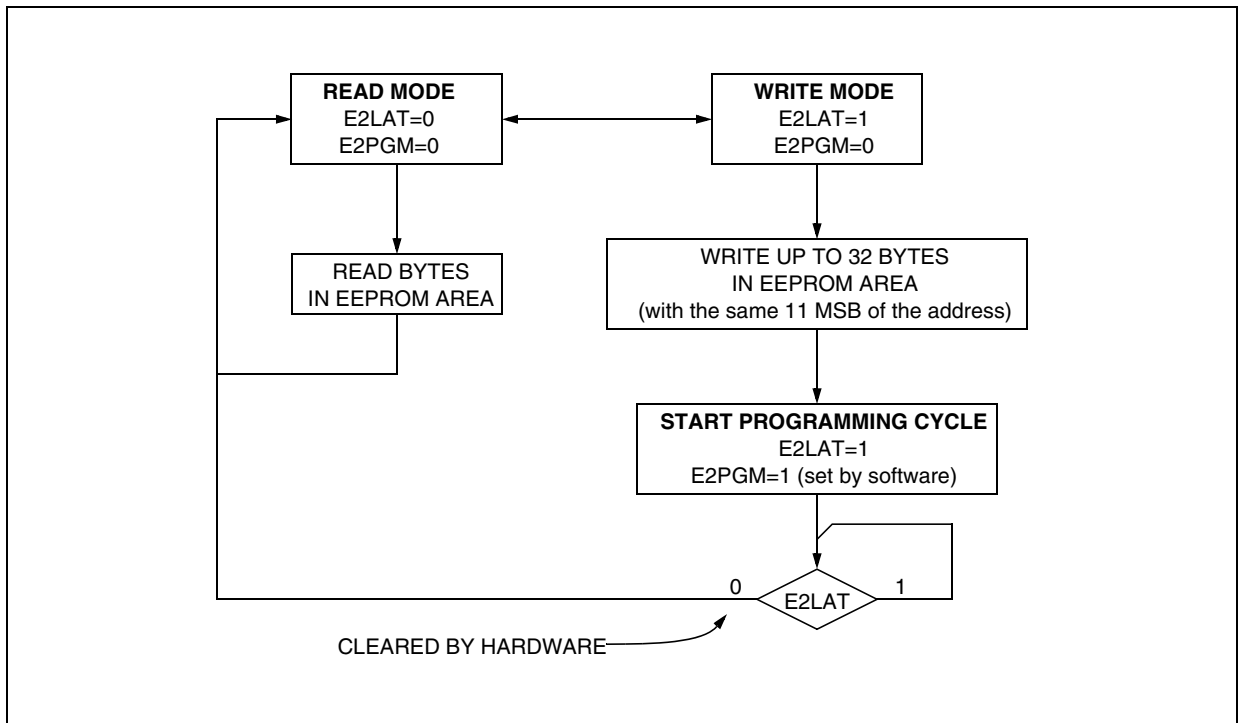 READ MODE
E2LAT=0
E2PGM=0
WRITE MODE
E2LAT=1
E2PGM=0
READ BYTES
IN EEPROM AREA
WRITE UP TO 32 BYTES
IN EEPROM AREA
(with the same 11 MSB of the address)
START PROGRAMMING CYCLE
E2LAT=1
E2PGM=1 (set by software)
0
E2LAT
1
CLEARED BY HARDWARE